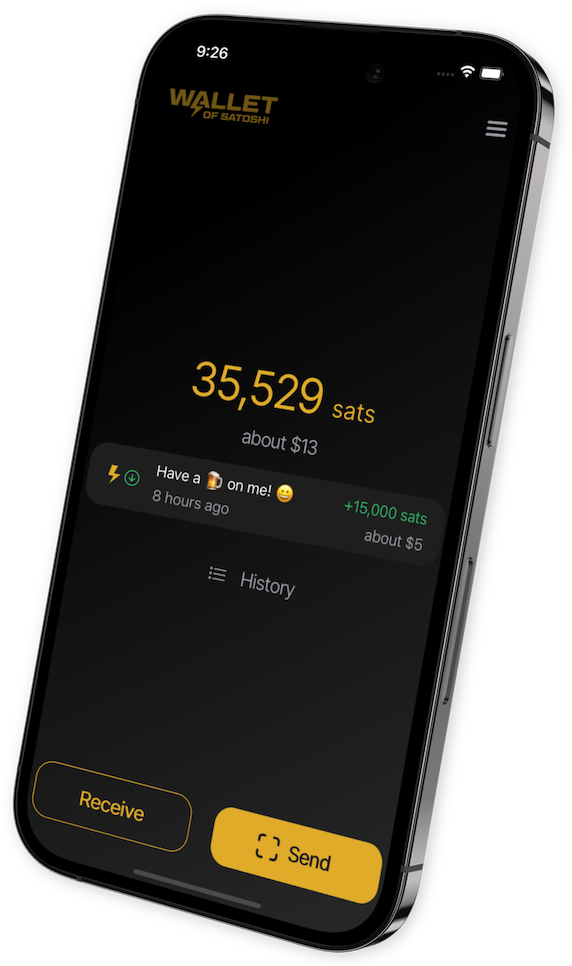 9:26
WALLET
OF SATOSHI
35,529 sats
about $13
Have a 🍺 on me! 😀
+15,000 sats
8 hours ago
about $5
History
Receive
Send